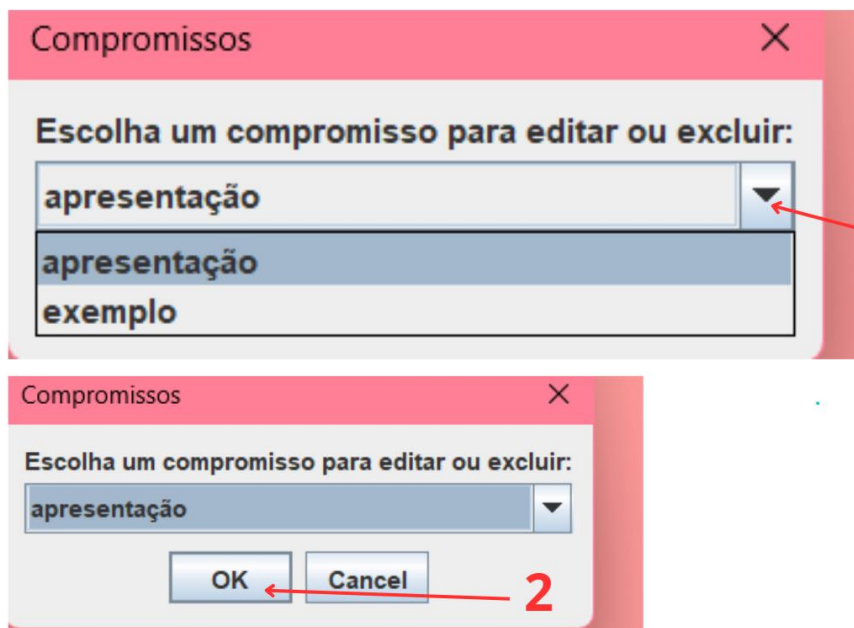 Compromissos
Escolha um compromisso para editar ou excluir:
apresentação
apresentação
exemplo
Compromissos
Escolha um compromisso para editar ou excluir:
apresentação
OK Cancel
2